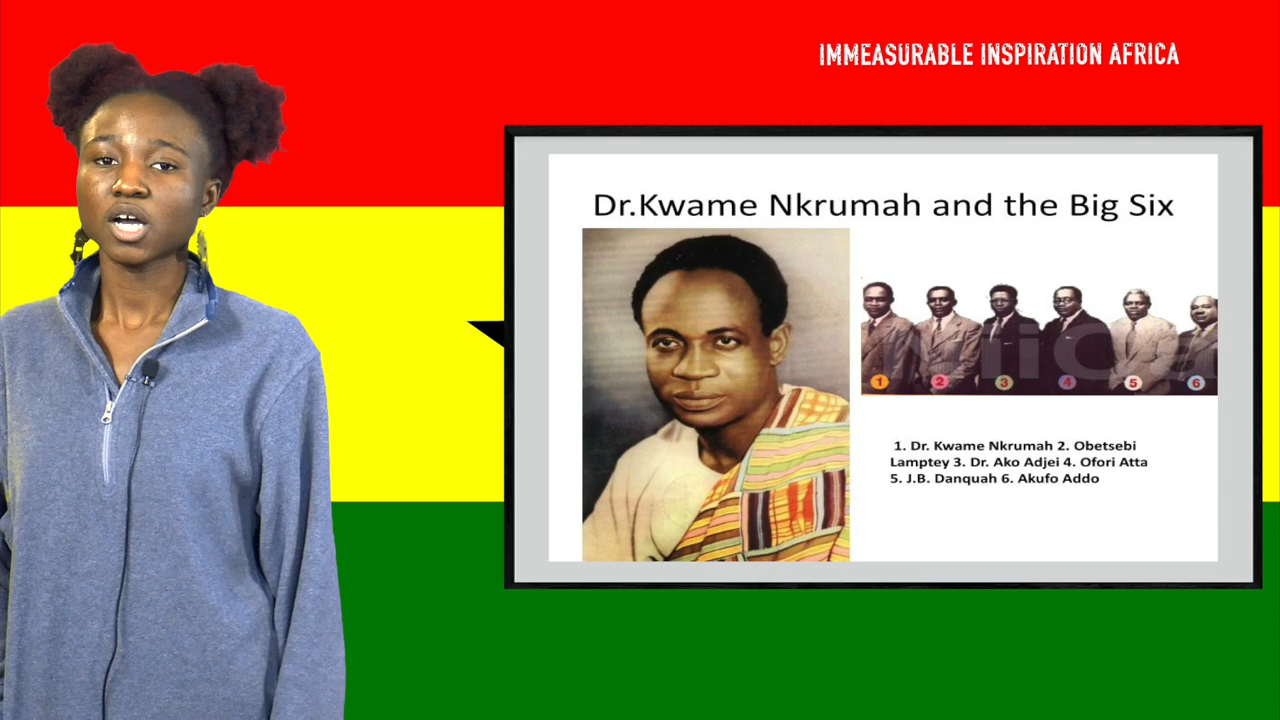 IMMEASURABLE INSPIRATION AFRICA
Dr.Kwame Nkrumah and the Big Six
1 2 3 4 5 6
1. Dr. Kwame Nkrumah 2. Obetsebi
Lamptey 3. Dr. Ako Adjei 4. Ofori Atta
5. J.B. Danquah 6. Akufo Addo